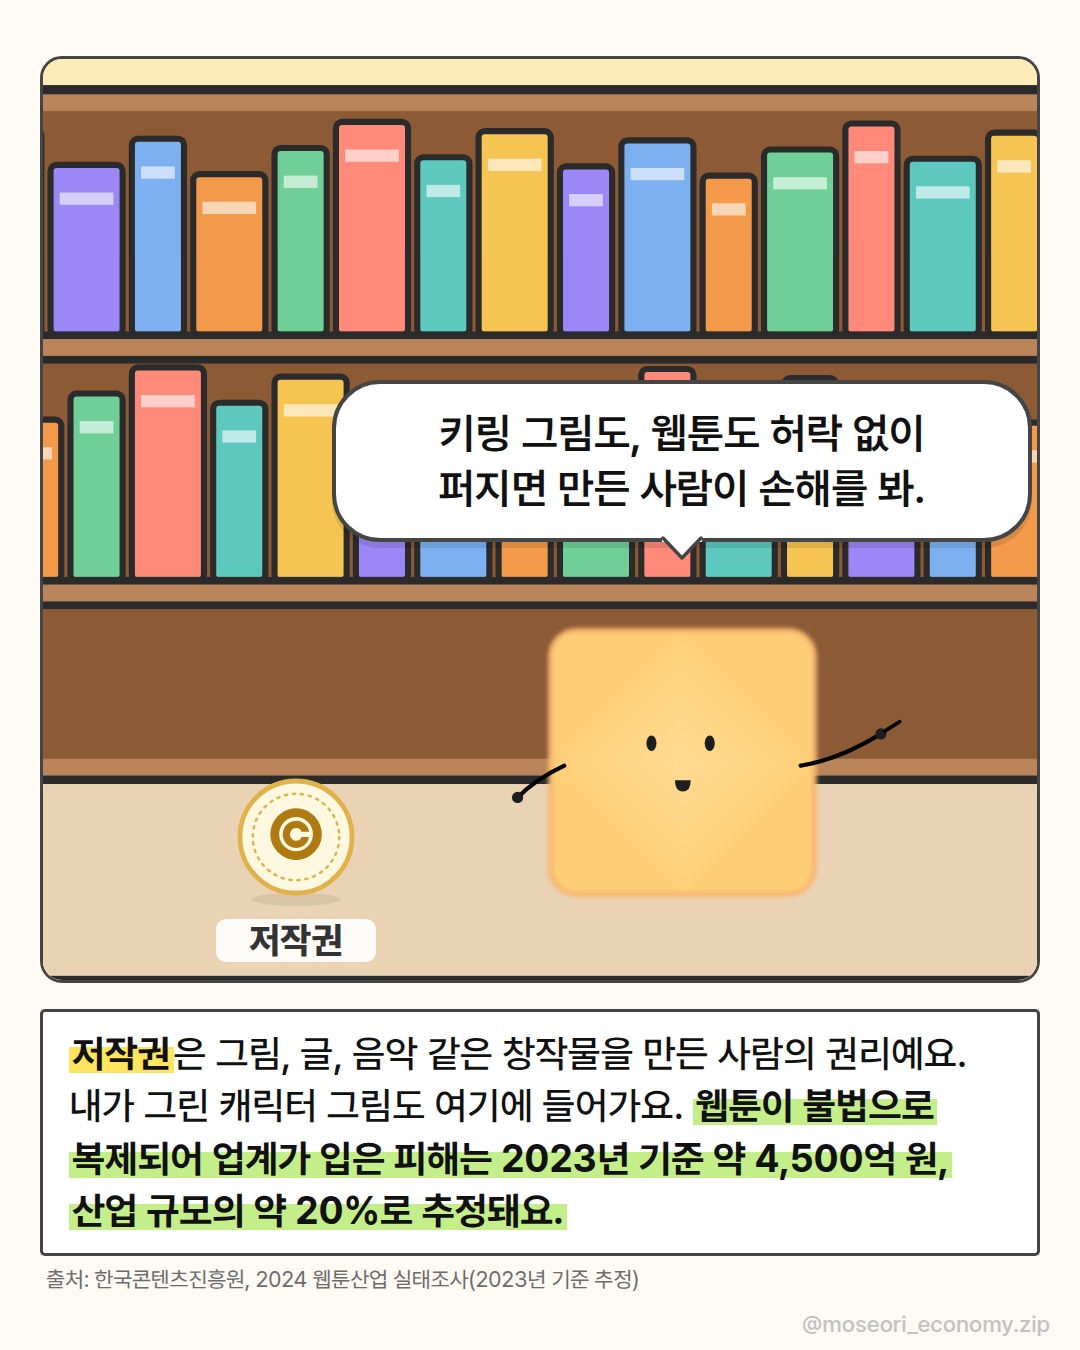 키링 그림도, 웹툰도 허락 없이
퍼지면 만든 사람이 손해를 봐.
C
저작권
저작권은 그림, 글, 음악 같은 창작물을 만든 사람의 권리예요.
내가 그린 캐릭터 그림도 여기에 들어가요. 웹툰이 불법으로
복제되어 업계가 입은 피해는 2023년 기준 약 4,500억 원,
산업 규모의 약 20%로 추정돼요.
출처: 한국콘텐츠진흥원, 2024 웹툰산업 실태조사(2023년 기준 추정)
@moseori_economy.zip